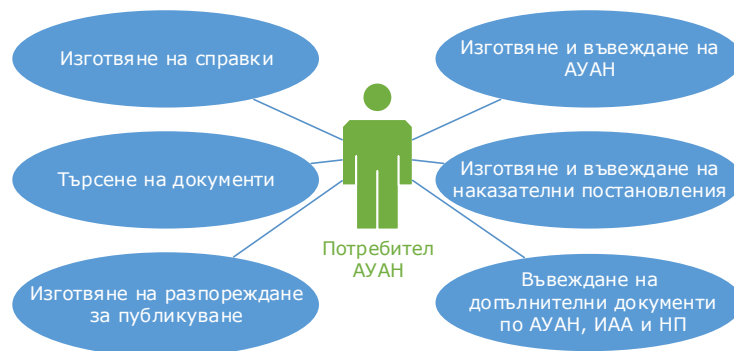 Изготвяне на справки
Изготвяне и въвеждане на
АУАН
Търсене на документи
Изготвяне и въвеждане на
наказателни постановления
Потребител
АУАН
Изготвяне на разпореждане
за публикуване
Въвеждане на
допълнителни документи
по АУАН, ИАА и НП